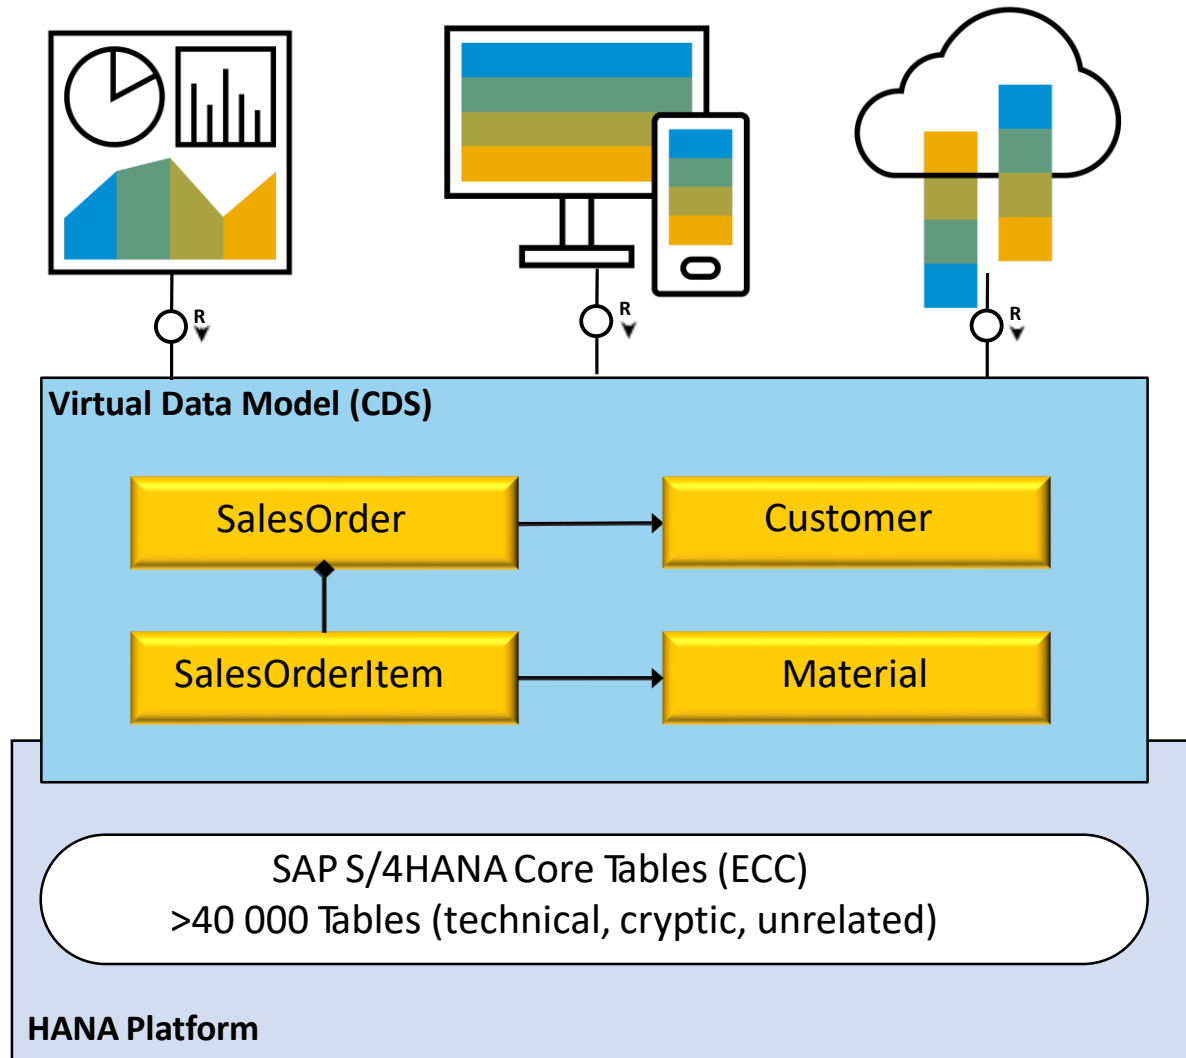 R
R
R
Virtual Data Model (CDS)
SalesOrder
Customer
SalesOrderItem
Material
SAP S/4HANA Core Tables (ECC)
>40 000 Tables (technical, cryptic, unrelated)
HANA Platform